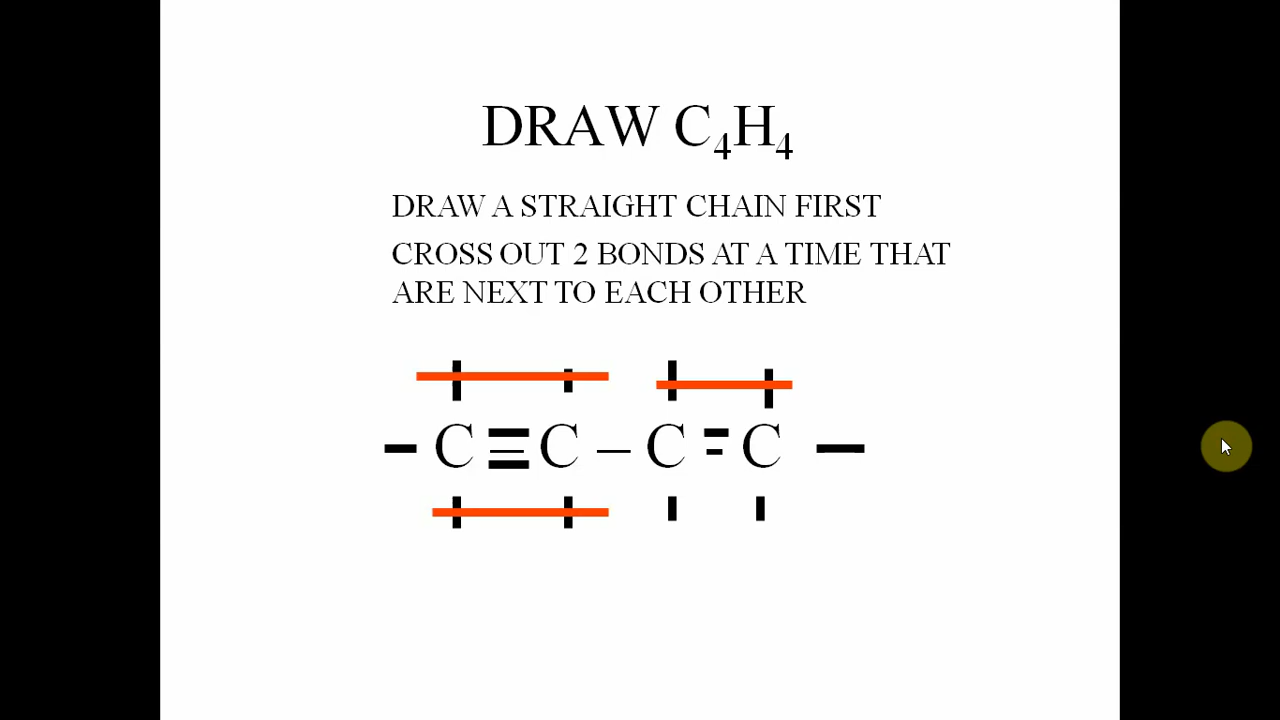 DRAW C₄H₄
DRAW A STRAIGHT CHAIN FIRST
CROSS OUT 2 BONDS AT A TIME THAT
ARE NEXT TO EACH OTHER
– C ≡ C – C = C –